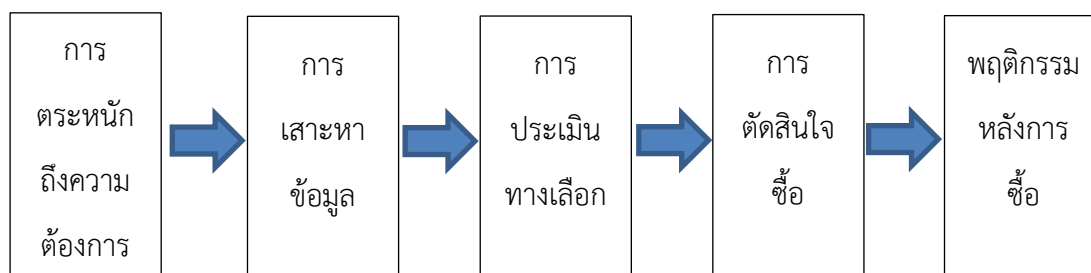 การ
ตระหนัก
ถึงความ
ต้องการ
การ
เสาะหา
ข้อมูล
การ
ประเมิน
ทางเลือก
การ
ตัดสินใจ
ซื้อ
พฤติกรรม
หลังการ
ซื้อ